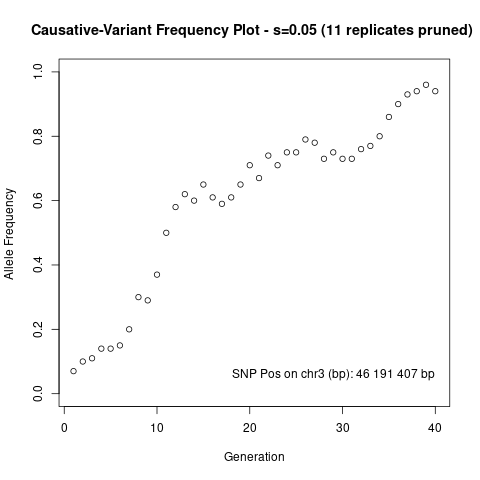 Causative-Variant Frequency Plot - s=0.05 (11 replicates pruned)
1.0
0.8
0.6
0.4
0.2
0.0
Allele Frequency
SNP Pos on chr3 (bp): 46 191 407 bp
0 10 20 30 40
Generation